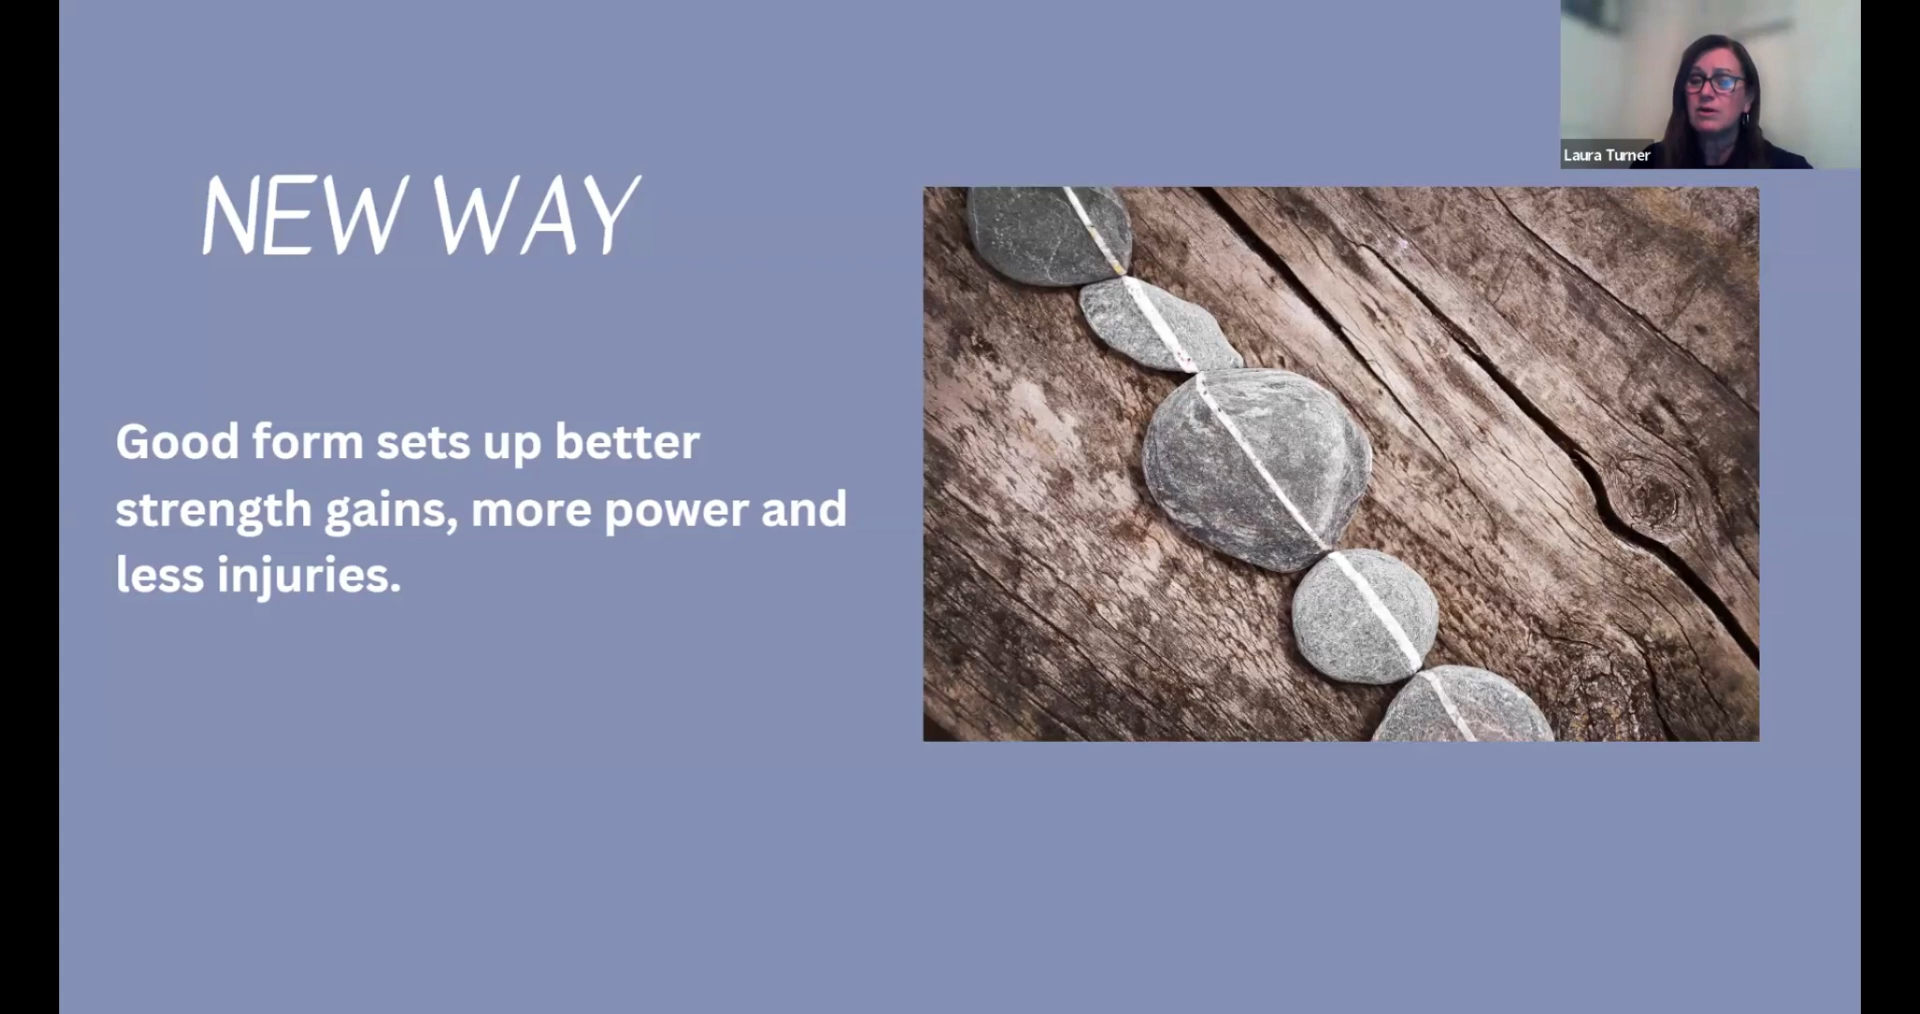 NEW WAY
Good form sets up better
strength gains, more power and
less injuries.
Laura Turner